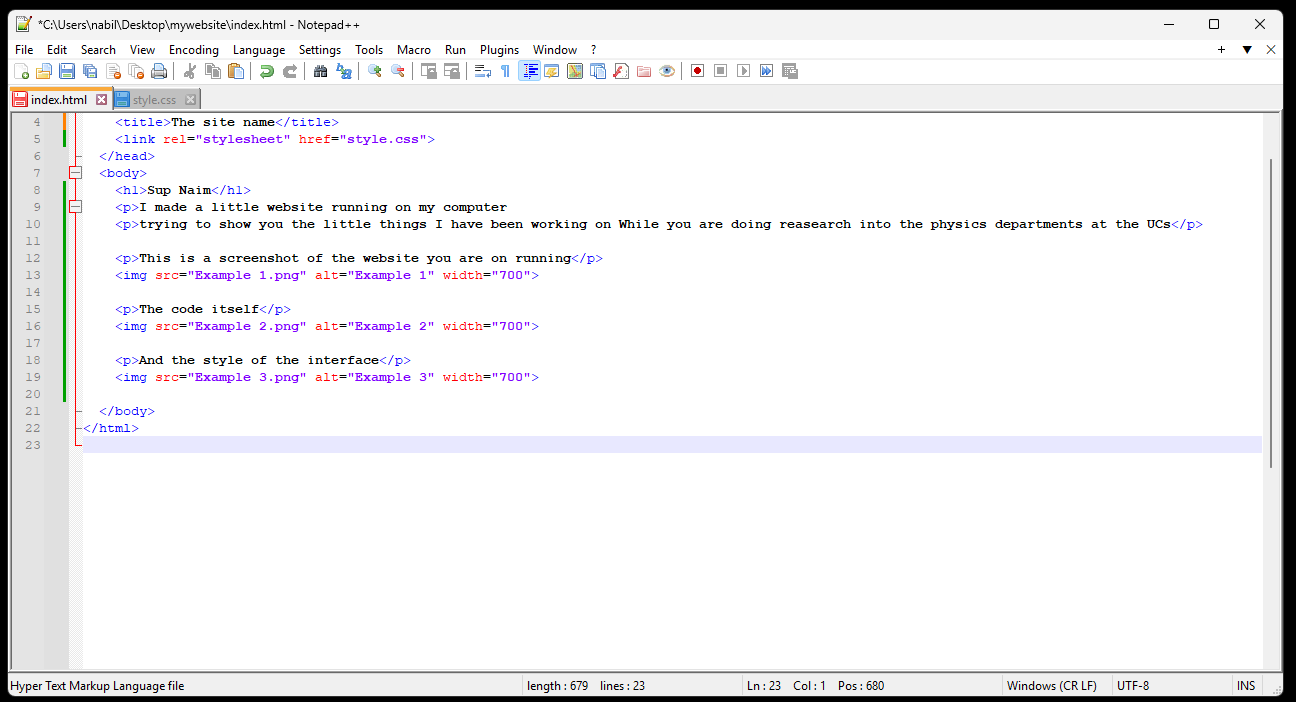 *C:\Users\nabil\Desktop\mywebsite\index.html - Notepad++
File Edit Search View Encoding Language Settings Tools Macro Run Plugins Window ?
index.html style.css
4 <title>The site name</title>
5 <link rel="stylesheet" href="style.css">
6 </head>
7 <body>
8 <h1>Sup Naim</h1>
9 <p>I made a little website running on my computer
10 <p>trying to show you the little things I have been working on While you are doing reasearch into the physics departments at the UCs</p>
11
12 <p>This is a screenshot of the website you are on running</p>
13 <img src="Example 1.png" alt="Example 1" width="700">
14
15 <p>The code itself</p>
16 <img src="Example 2.png" alt="Example 2" width="700">
17
18 <p>And the style of the interface</p>
19 <img src="Example 3.png" alt="Example 3" width="700">
20
21 </body>
22 </html>
23
Hyper Text Markup Language file length : 679 lines : 23 Ln : 23 Col : 1 Pos : 680 Windows (CR LF) UTF-8 INS